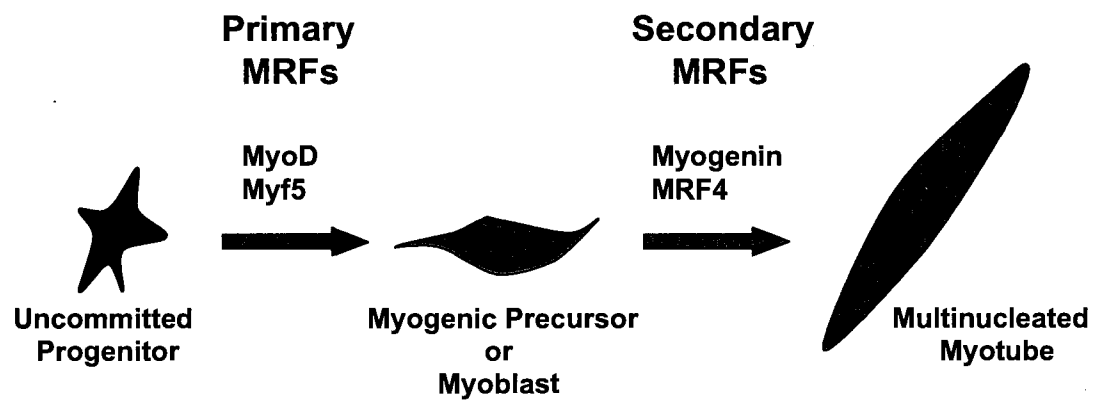 Primary
MRFs
Secondary
MRFs
MyoD
Myf5
Myogenin
MRF4
Uncommitted
Progenitor
Myogenic Precursor
or
Myoblast
Multinucleated
Myotube